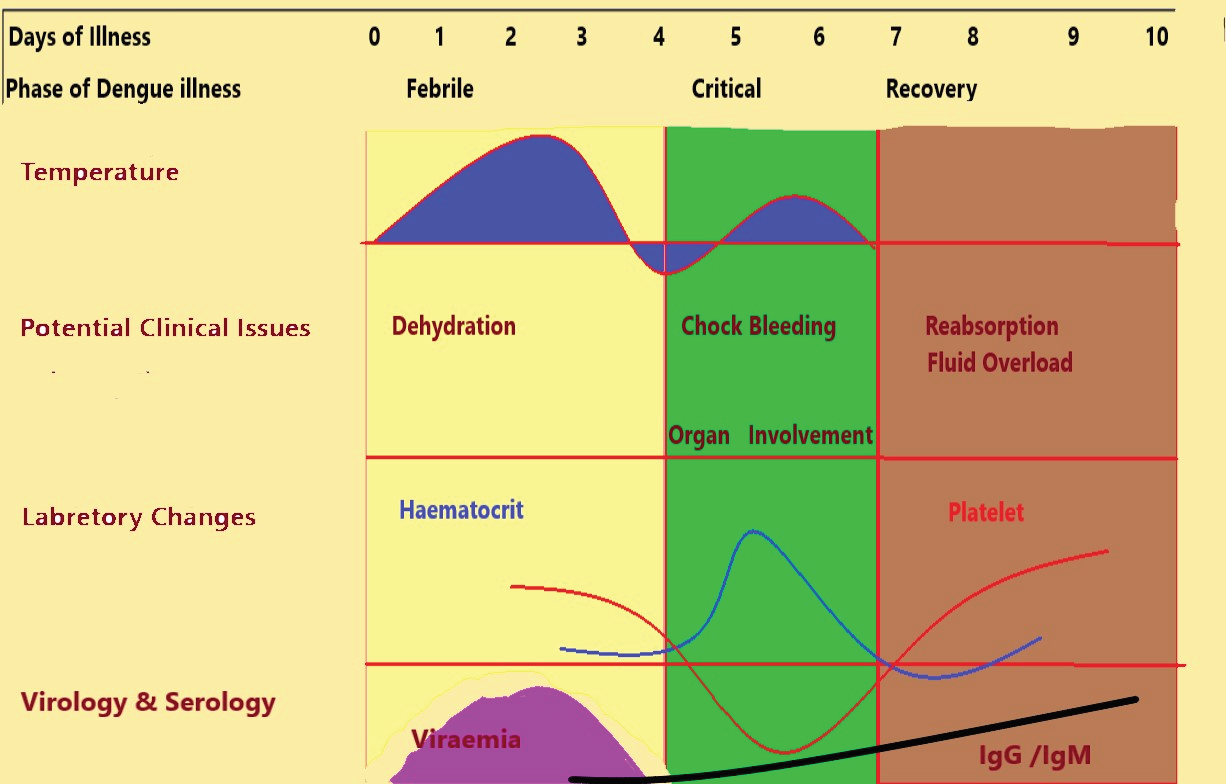 Days of Illness 0 1 2 3 4 5 6 7 8 9 10
Phase of Dengue illness Febrile Critical Recovery
Temperature
Potential Clinical Issues Dehydration Chock Bleeding Reabsorption
Fluid Overload
Organ Involvement
Labretory Changes Haematocrit Platelet
Virology & Serology
Viraemia
IgG /IgM